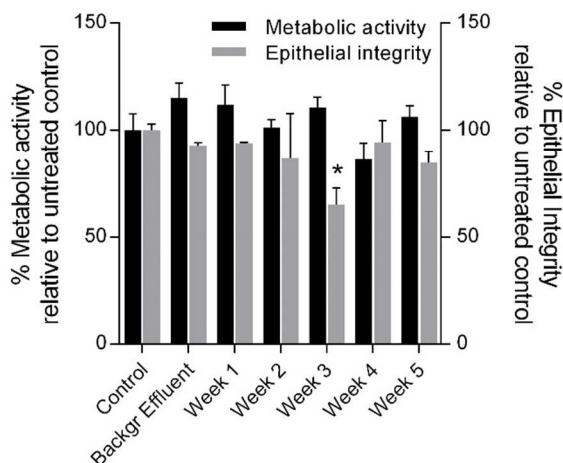 % Metabolic activity
relative to untreated control
150
100
50
0
Metabolic activity
Epithelial integrity
*
150
100
50
0
% Epithelial Integrity
relative to untreated control
Control
Backgr Effluent
Week 1
Week 2
Week 3
Week 4
Week 5